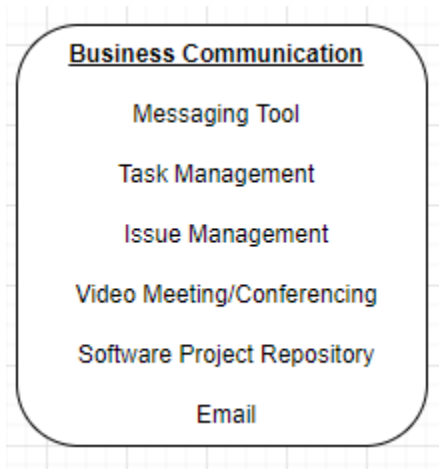 Business Communication
Messaging Tool
Task Management
Issue Management
Video Meeting/Conferencing
Software Project Repository
Email